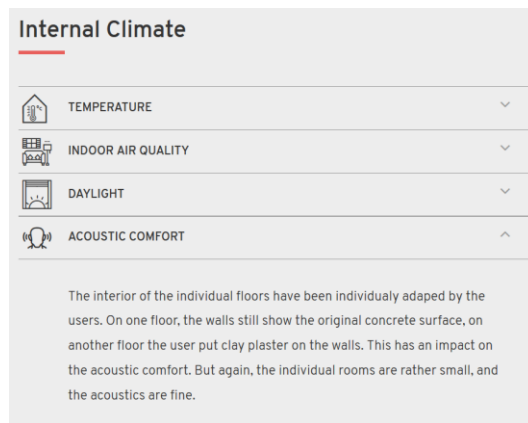 Internal Climate
TEMPERATURE
INDOOR AIR QUALITY
DAYLIGHT
ACOUSTIC COMFORT
The interior of the individual floors have been individualy adaped by the
users. On one floor, the walls still show the original concrete surface, on
another floor the user put clay plaster on the walls. This has an impact on
the acoustic comfort. But again, the individual rooms are rather small, and
the acoustics are fine.